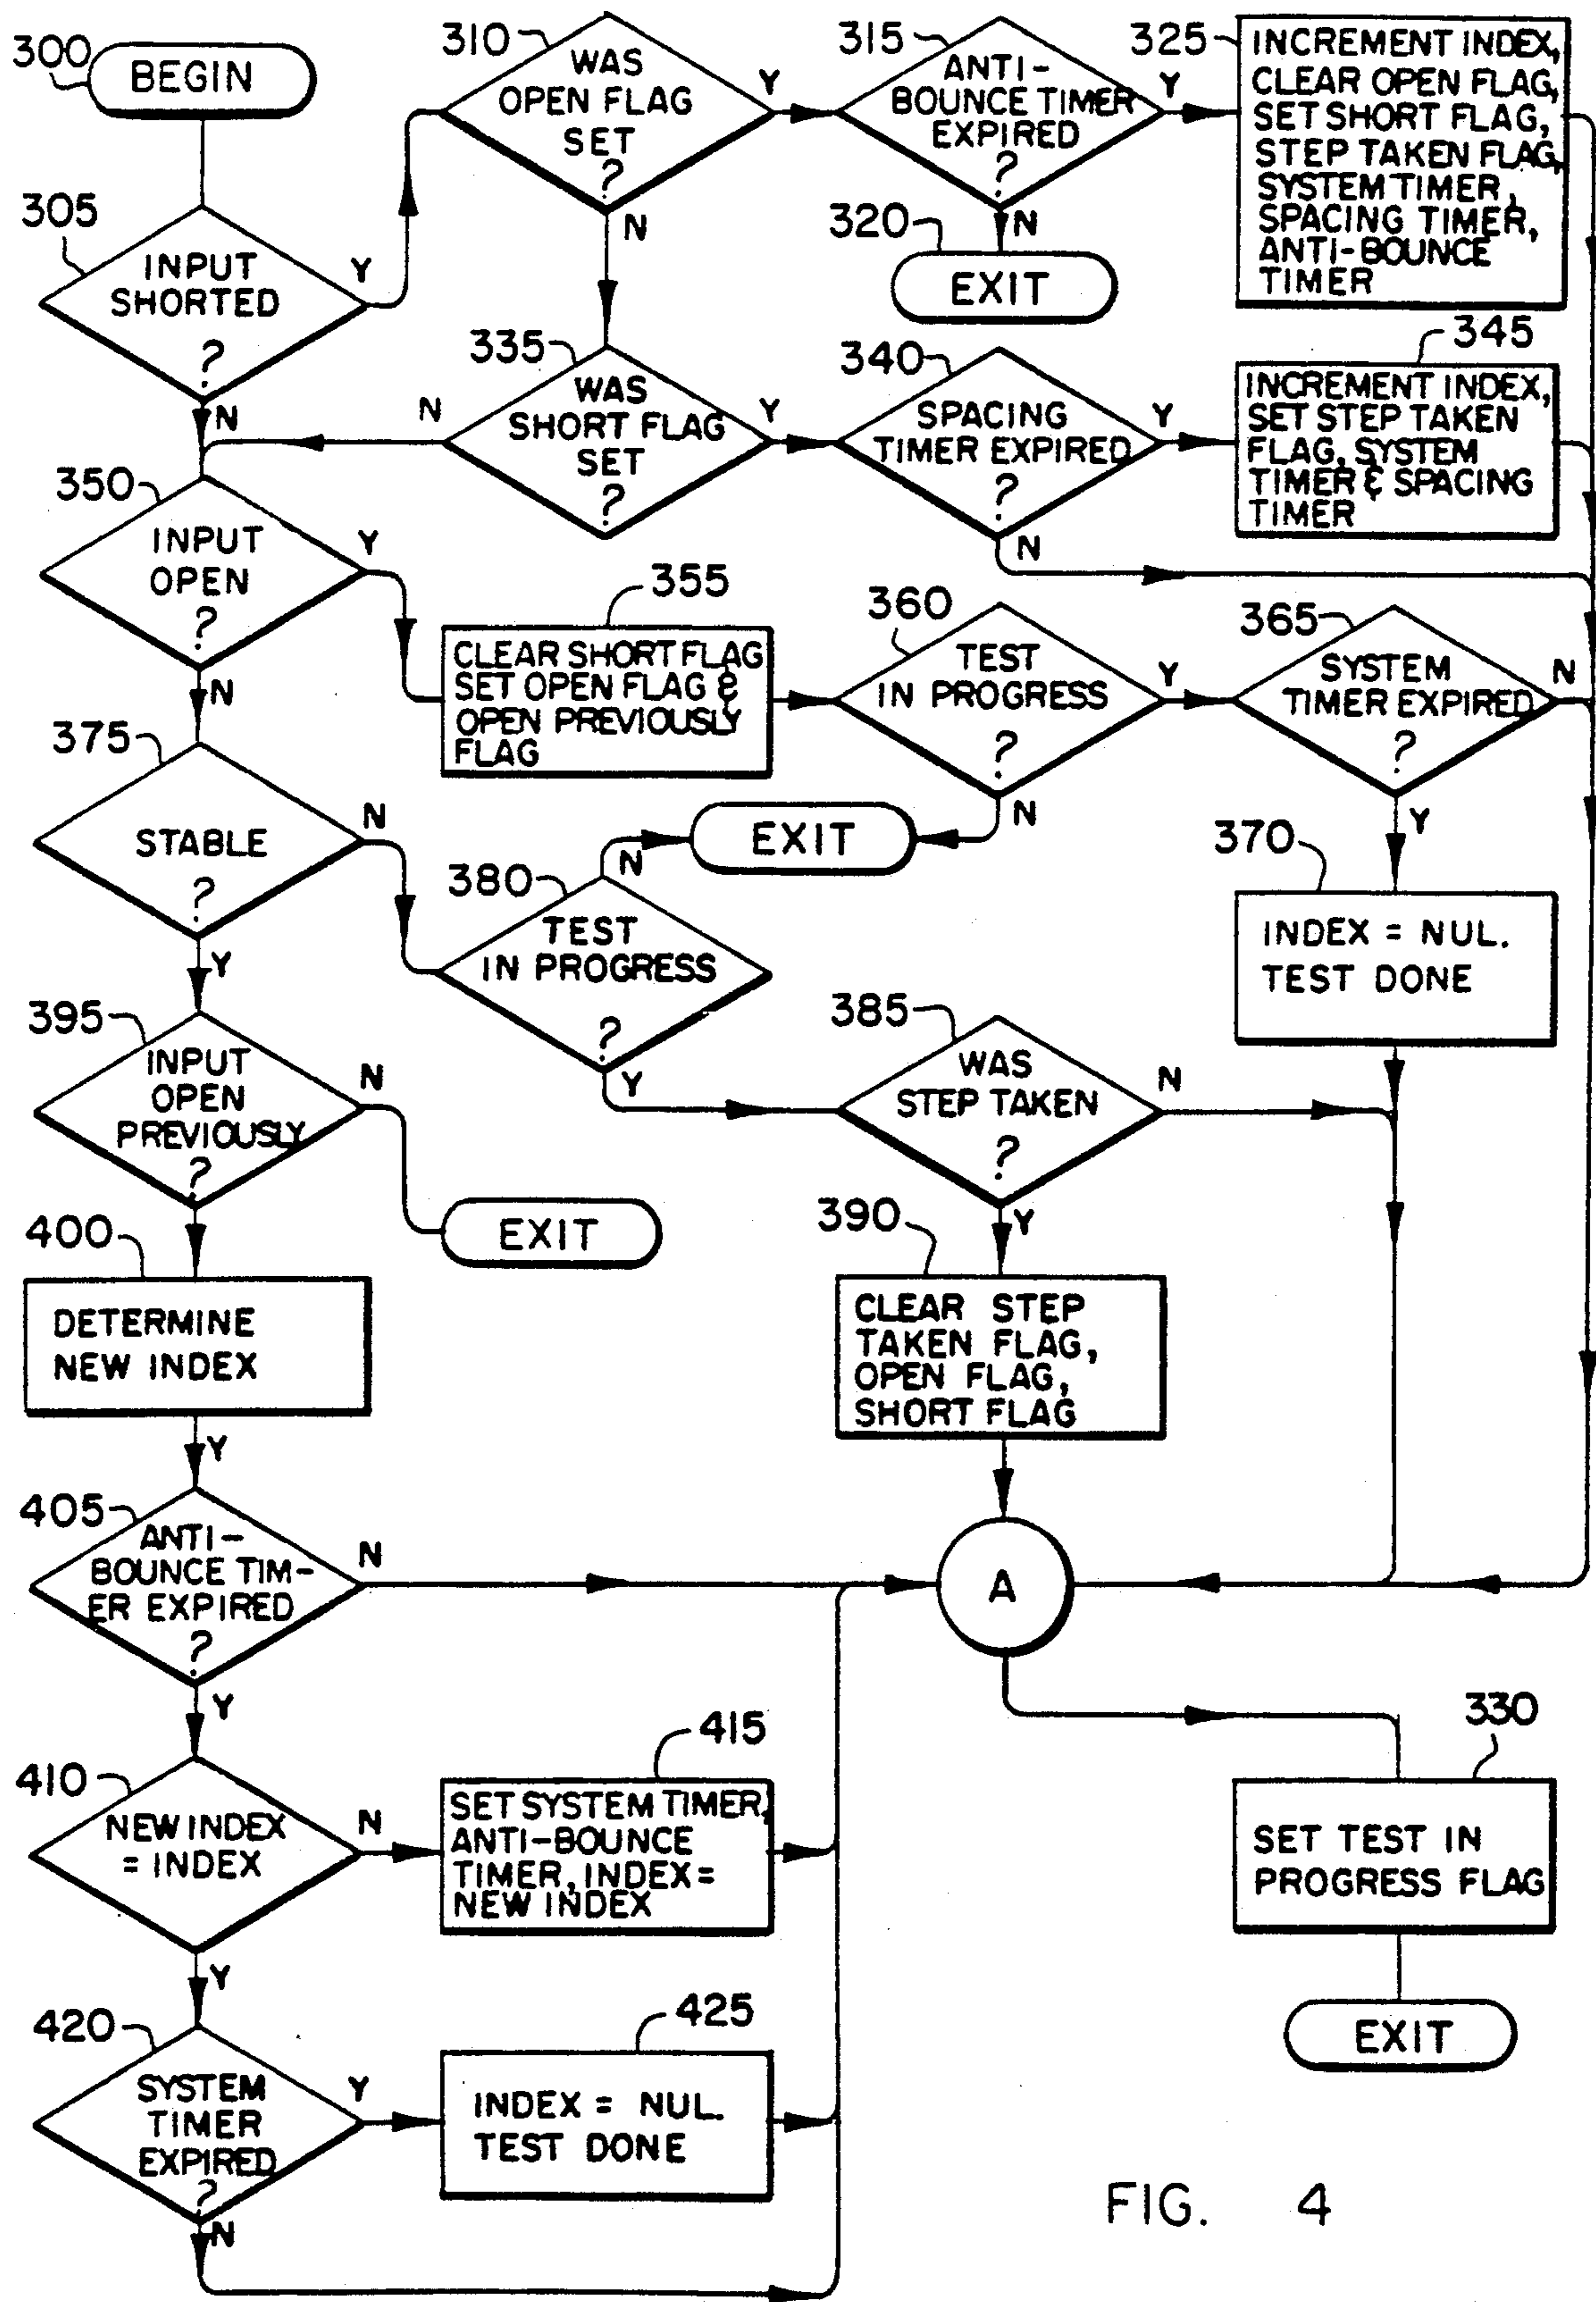 300
BEGIN
310
WAS
OPEN FLAG
SET
?
Y
N
315
ANTI-
BOUNCE TIMER
EXPIRED
?
Y
N
320
EXIT
325
INCREMENT INDEX,
CLEAR OPEN FLAG,
SET SHORT FLAG,
STEP TAKEN FLAG,
SYSTEM TIMER,
SPACING TIMER,
ANTI-BOUNCE
TIMER
305
INPUT
SHORTED
?
Y
N
335
WAS
SHORT FLAG
SET
?
N
Y
340
SPACING
TIMER EXPIRED
?
Y
N
345
INCREMENT INDEX,
SET STEP TAKEN
FLAG, SYSTEM
TIMER & SPACING
TIMER
350
INPUT
OPEN
?
Y
N
355
CLEAR SHORT FLAG
SET OPEN FLAG &
OPEN PREVIOUSLY
FLAG
360
TEST
IN PROGRESS
?
Y
N
365
SYSTEM
TIMER EXPIRED
?
N
Y
370
INDEX = NUL.
TEST DONE
375
STABLE
?
N
Y
EXIT
380
N
TEST
IN PROGRESS
?
Y
385
WAS
STEP TAKEN
?
N
Y
390
CLEAR STEP
TAKEN FLAG,
OPEN FLAG,
SHORT FLAG
395
INPUT
OPEN
PREVIOUSLY
?
N
EXIT
400
DETERMINE
NEW INDEX
Y
405
ANTI-
BOUNCE TIM-
ER EXPIRED
?
N
Y
A
410
NEW INDEX
= INDEX
?
N
Y
415
SET SYSTEM TIMER,
ANTI-BOUNCE
TIMER, INDEX =
NEW INDEX
330
SET TEST IN
PROGRESS FLAG
EXIT
420
SYSTEM
TIMER
EXPIRED
?
Y
N
425
INDEX = NUL.
TEST DONE
FIG. 4